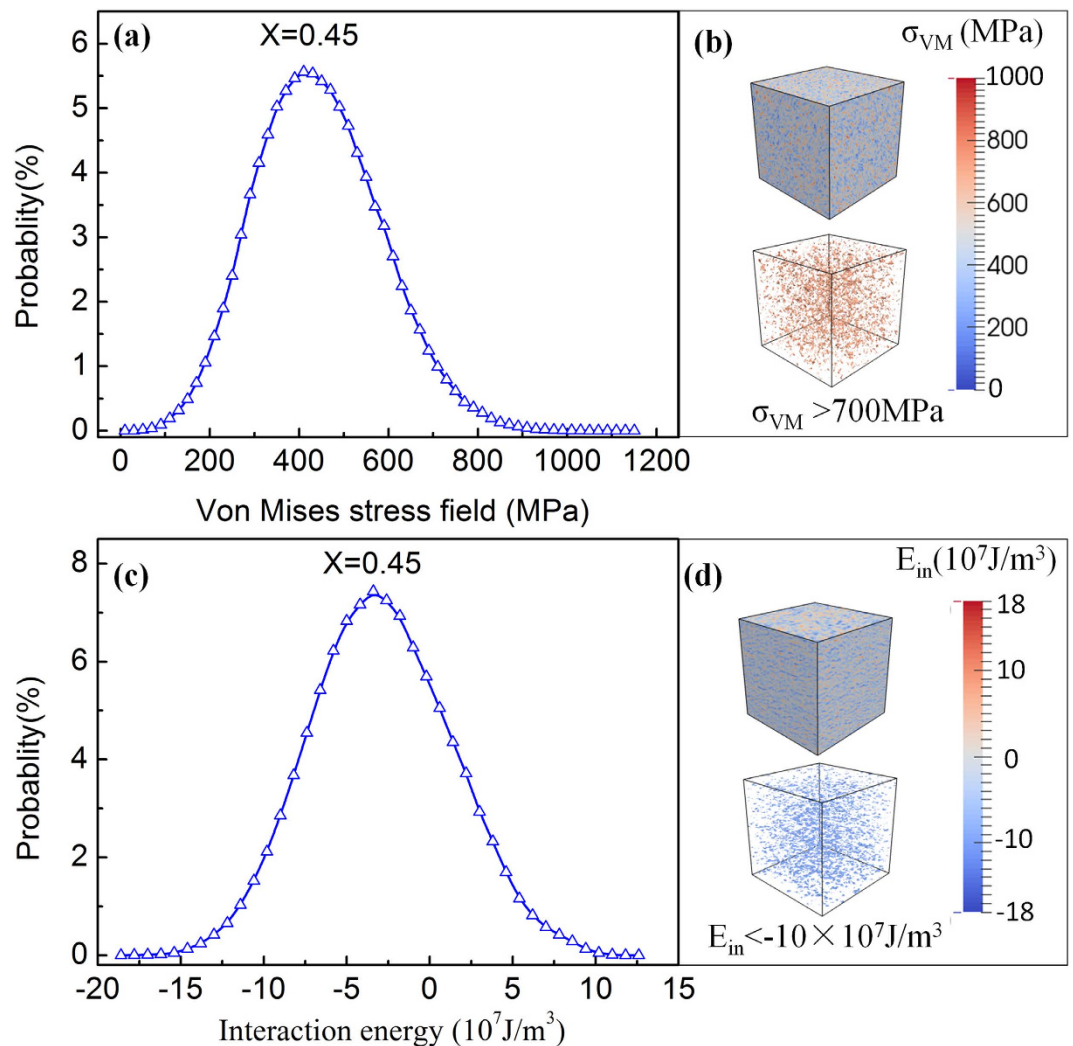 (a)
X=0.45
Probablity(%)
6
5
4
3
2
1
0
0 200 400 600 800 1000 1200
Von Mises stress field (MPa)
(b)
σVM (MPa)
1000
800
600
400
200
0
σVM >700MPa
(c)
X=0.45
Probablity(%)
8
6
4
2
0
-20 -15 -10 -5 0 5 10 15
Interaction energy (10⁷J/m³)
(d)
Ein(10⁷J/m³)
18
10
0
-10
-18
Ein<-10×10⁷J/m³